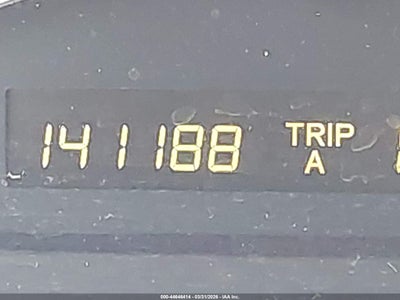 141188 TRIP
A
000-44646414 - 03/31/2026 - IAA Inc.